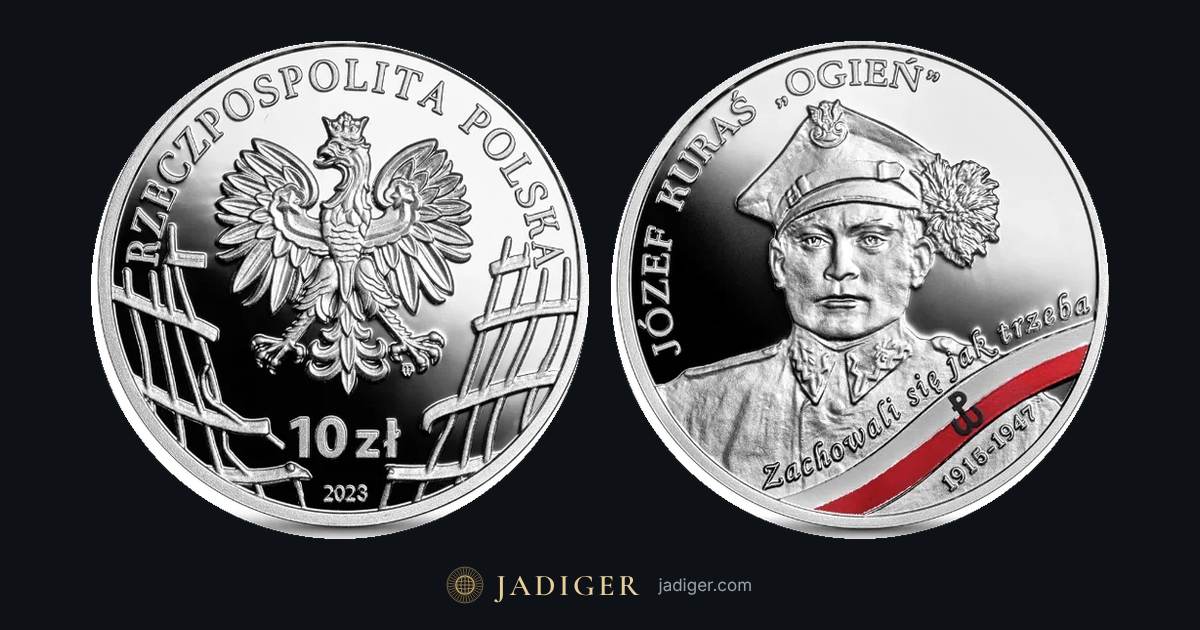 RZECZPOSPOLITA POLSKA
10 zł
2023
JÓZEF KURAŚ „OGIEŃ”
Zachowali się jak trzeba
1915-1947
JADIGER jadiger.com